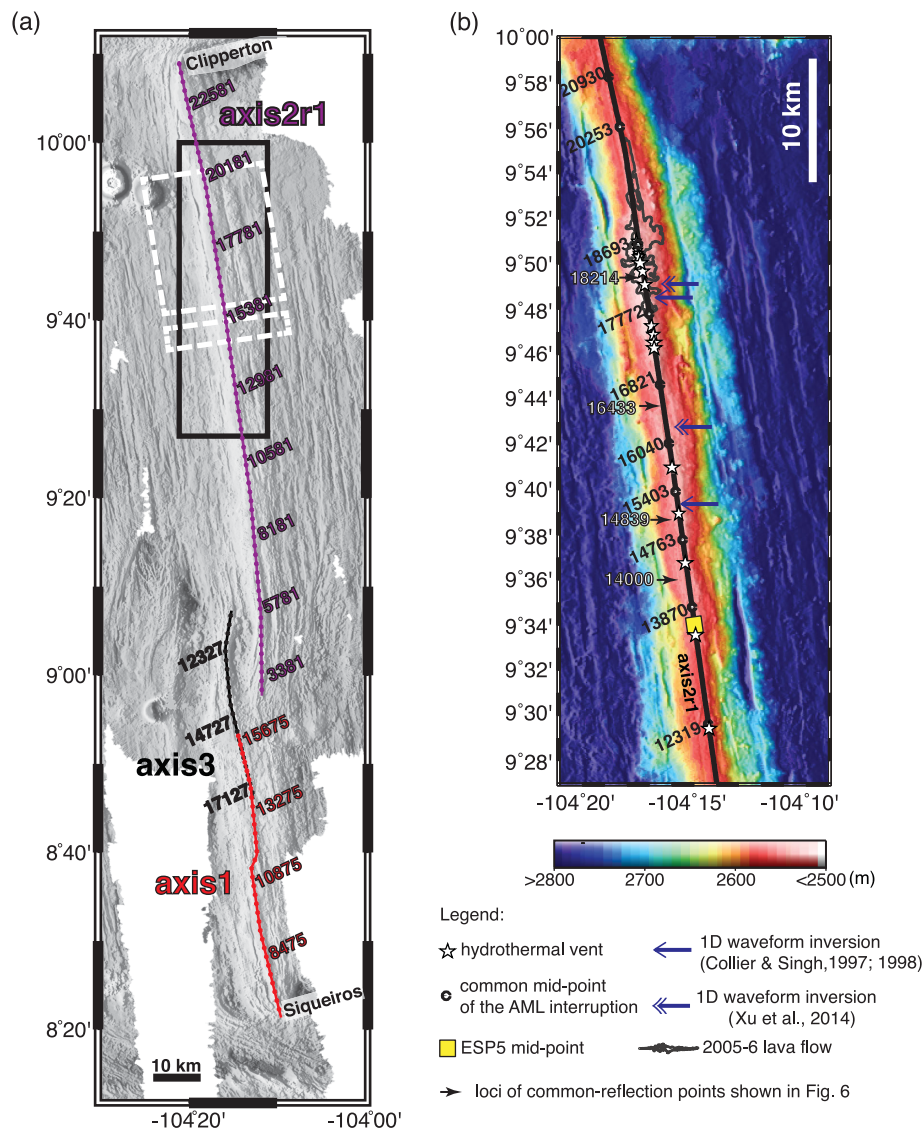 (a)
Clipperton
22581
axis2r1
10˚00'
20181
17781
15381
9˚40'
12981
10581
9˚20'
8181
5781
12327
9˚00'
3381
14727
15675
axis3
17127
13275
8˚40'
axis1
10875
8475
Siqueiros
8˚20'
10 km
-104˚20'
-104˚00'
(b)
10˚00'
9˚58'
20930
10 km
9˚56'
20253
9˚54'
9˚52'
18693
9˚50'
18214
9˚48'
17772
9˚46'
16821
9˚44'
16433
9˚42'
16040
9˚40'
15403
14839
9˚38'
14763
9˚36'
14000
13870
9˚34'
axis2r1
9˚30'
12319
9˚28'
-104˚20'
-104˚15'
-104˚10'
>2800
2700
2600
<2500 (m)
Legend:
hydrothermal vent
1D waveform inversion
(Collier & Singh,1997; 1998)
common mid-point
of the AML interruption
1D waveform inversion
(Xu et al., 2014)
ESP5 mid-point
2005-6 lava flow
loci of common-reflection points shown in Fig. 6